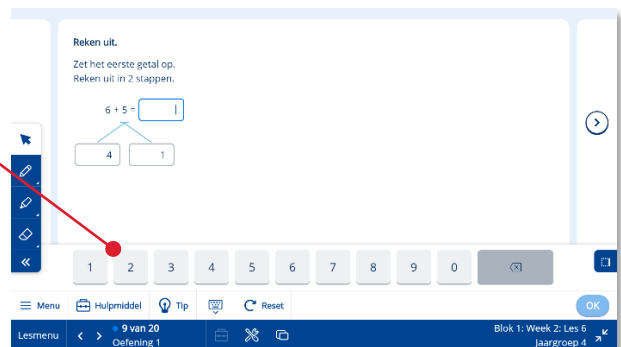 Reken uit.
Zet het eerste getal op.
Reken uit in 2 stappen.
6 + 5 =
4 1
1 2 3 4 5 6 7 8 9 0
Menu Hulpmiddel Tip Reset OK
Lesmenu 9 van 20 Blok 1: Week 2: Les 6
Oefening 1 Jaargroep 4